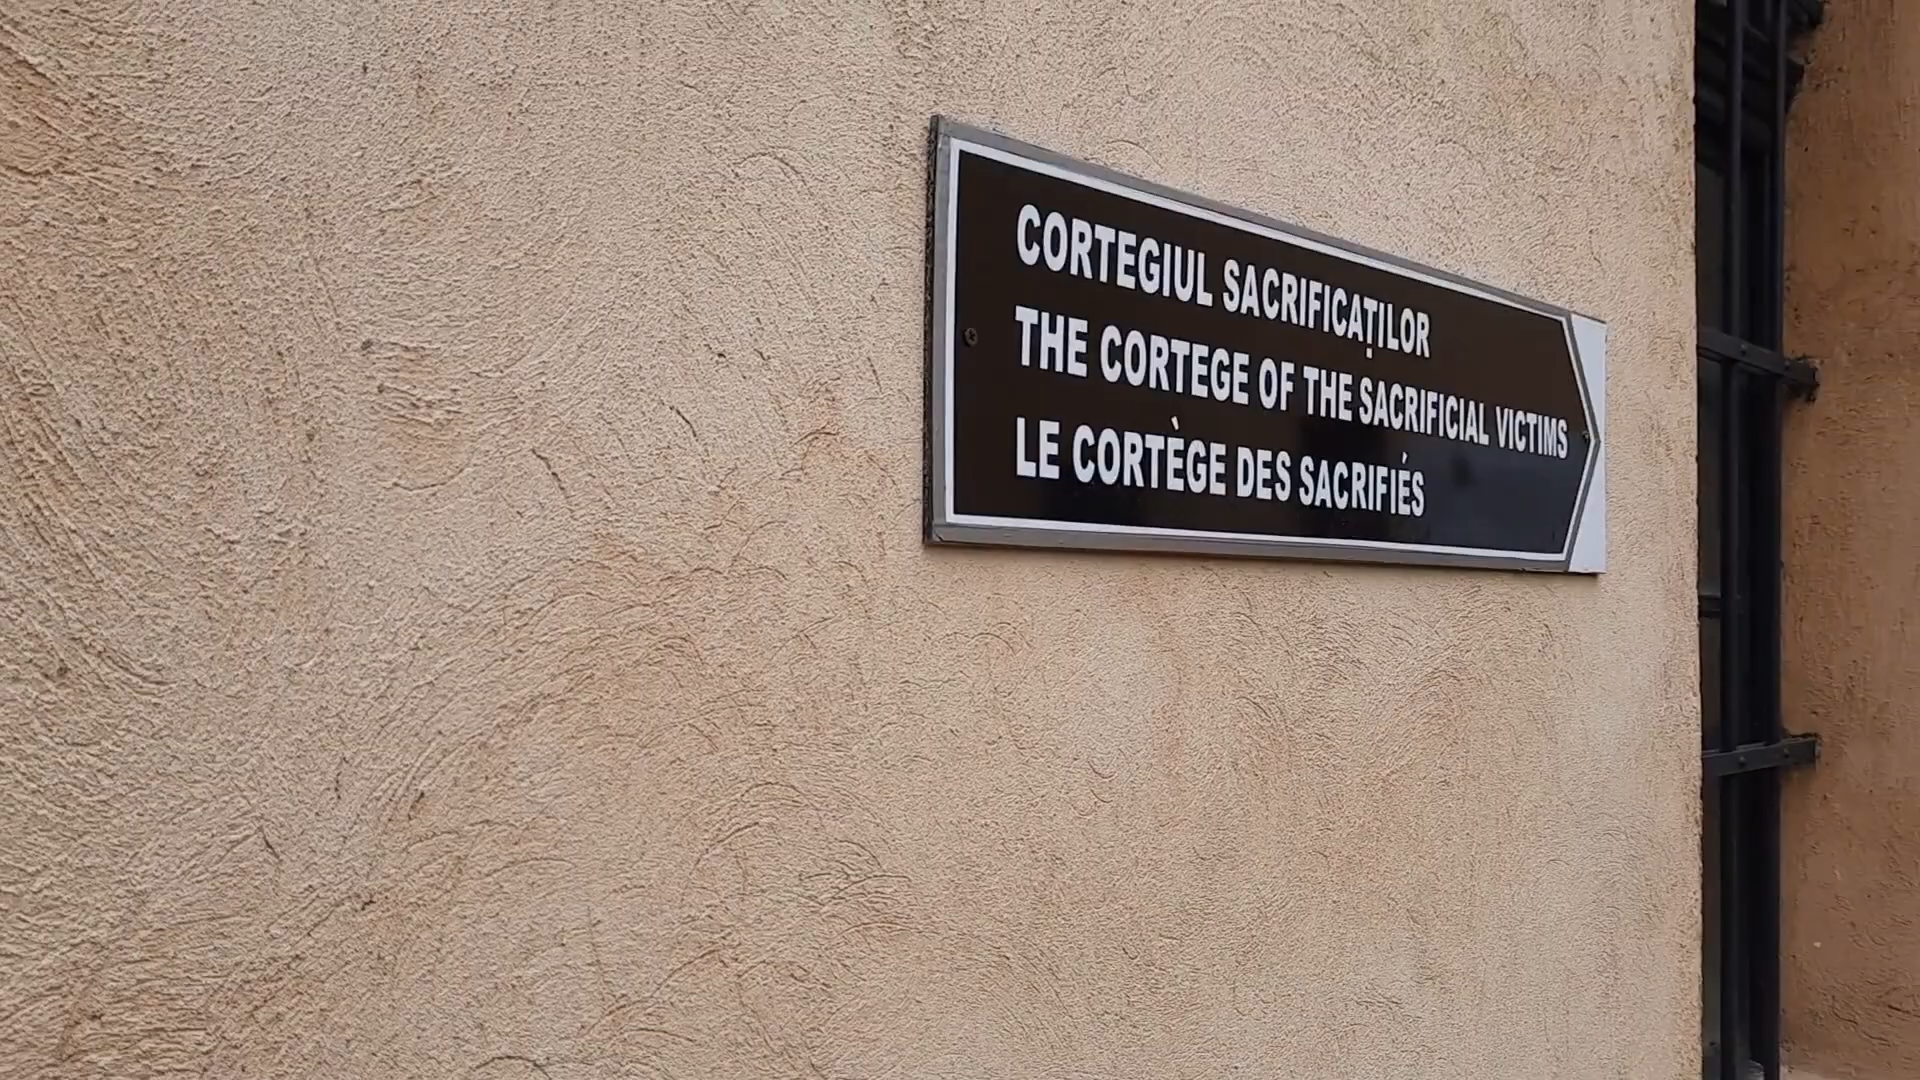 CORTEGIUL SACRIFICAȚILOR
THE CORTEGE OF THE SACRIFICIAL VICTIMS
LE CORTÈGE DES SACRIFIÉS